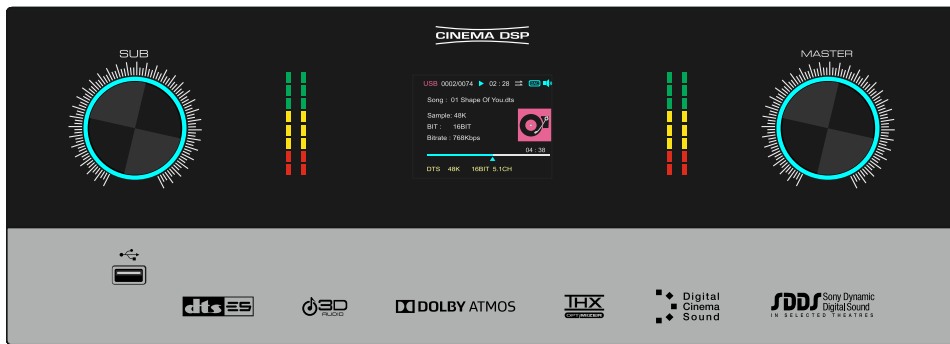 CINEMA DSP
SUB
MASTER
USB 0002/0074 02 : 28
Song : 01 Shape Of You.dts
Sample: 48K
BIT : 16BIT
Bitrate : 768Kbps
04 : 38
DTS 48K 16BIT 5.1CH
dts ES
3D
AUDIO
DOLBY ATMOS
THX
OPTIMIZER
Digital
Cinema
Sound
SDDS Sony Dynamic
Digital Sound
IN SELECTED THEATRES